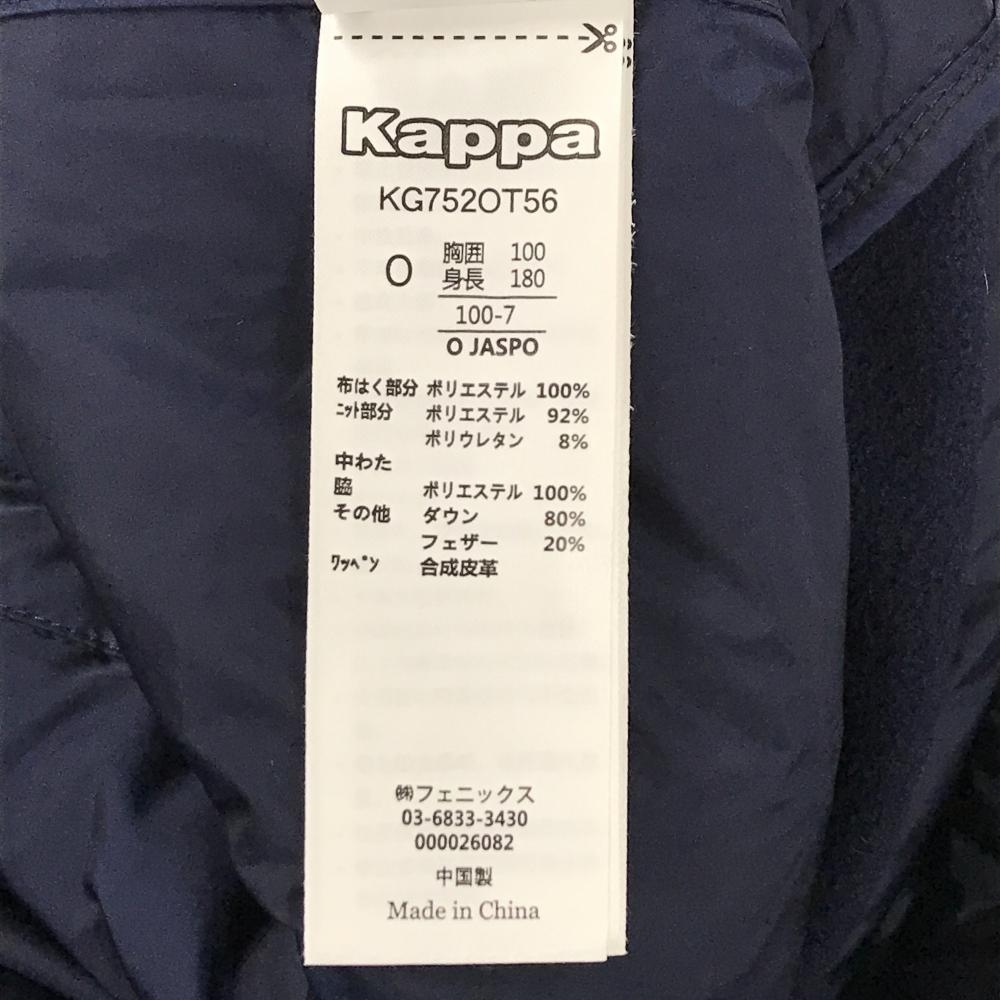 Kappa
KG752OT56
O 胸囲 100
身長 180
100-7
O JASPO
布はく部分 ポリエステル 100%
ﾆｯﾄ部分 ポリエステル 92%
ポリウレタン 8%
中わた
脇 ポリエステル 100%
その他 ダウン 80%
フェザー 20%
ﾜｯﾍﾟﾝ 合成皮革
㈱フェニックス
03-6833-3430
000026082
中国製
Made in China